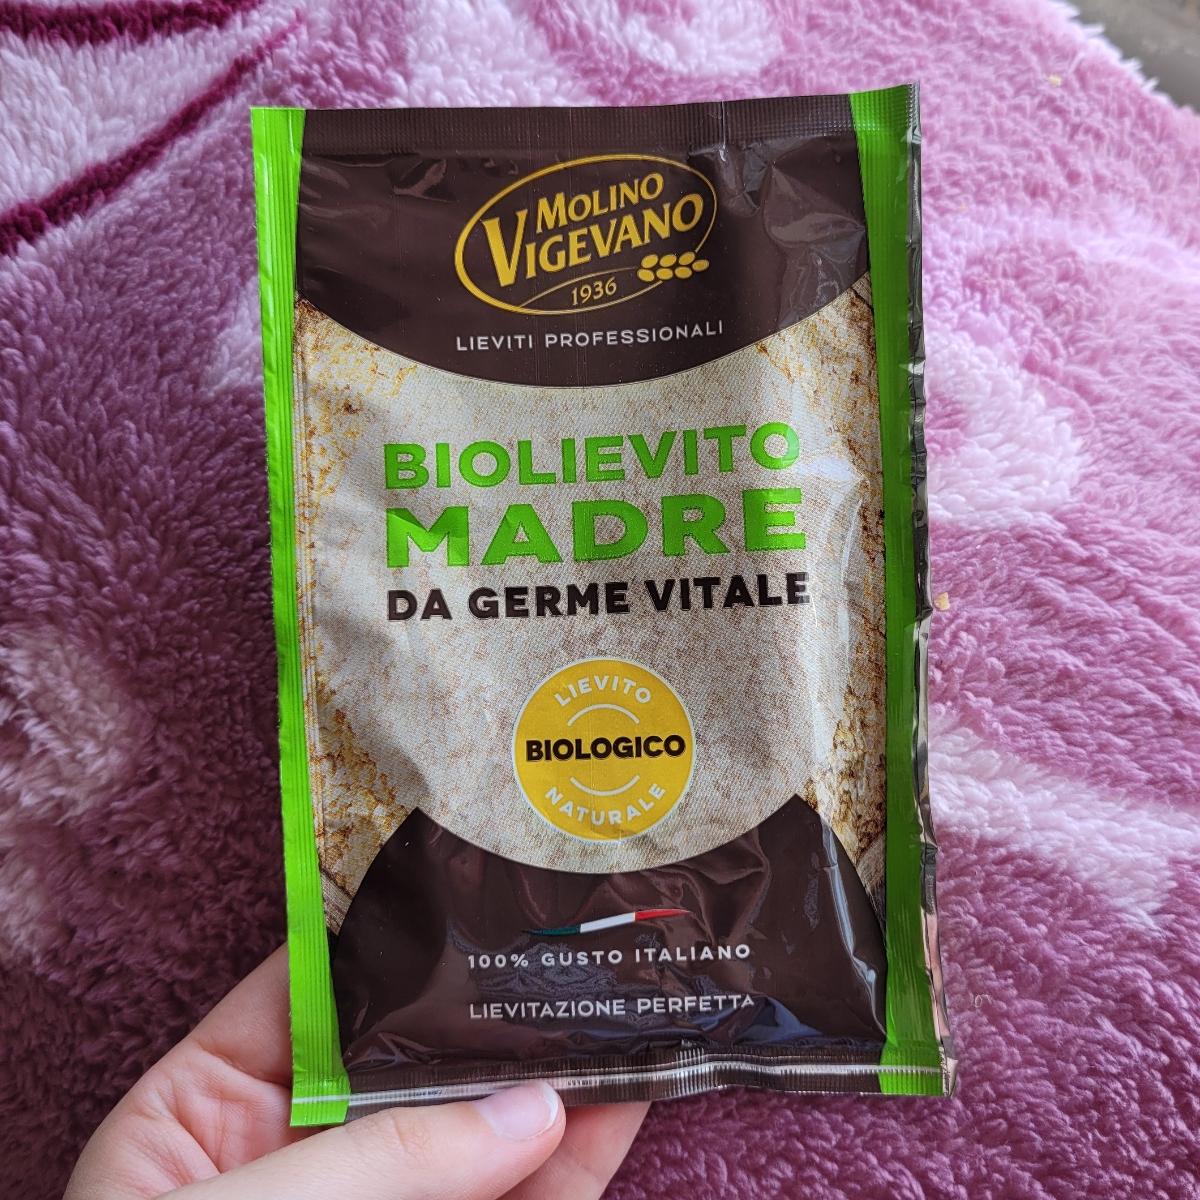 MOLINO
VIGEVANO
1936
LIEVITI PROFESSIONALI
BIOLIEVITO
MADRE
DA GERME VITALE
LIEVITO
BIOLOGICO
NATURALE
100% GUSTO ITALIANO
LIEVITAZIONE PERFETTA